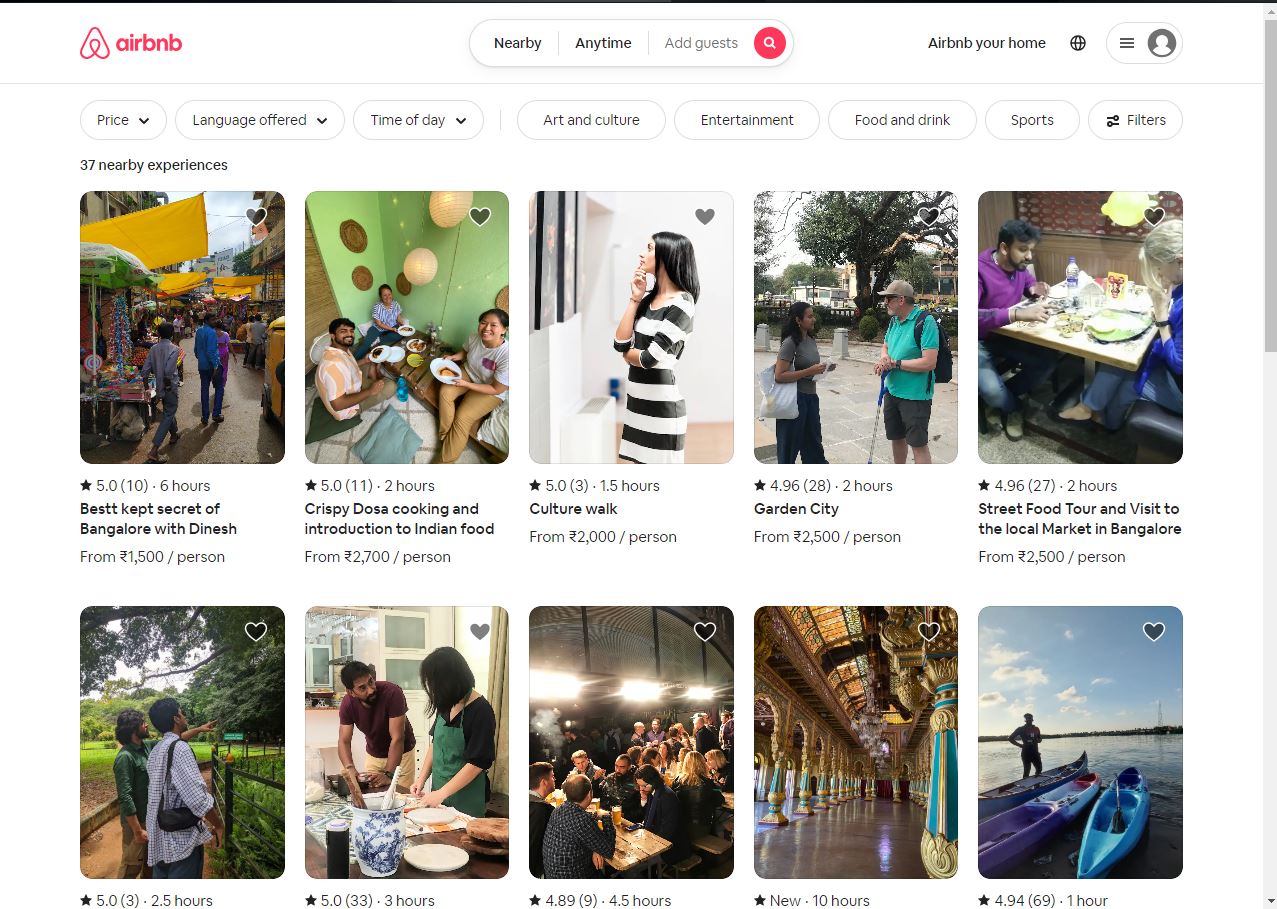 airbnb
Nearby
Anytime
Add guests
Airbnb your home
Price
Language offered
Time of day
Art and culture
Entertainment
Food and drink
Sports
Filters
37 nearby experiences
5.0 (10) · 6 hours
Bestt kept secret of
Bangalore with Dinesh
From ₹1,500 / person
5.0 (11) · 2 hours
Crispy Dosa cooking and
introduction to Indian food
From ₹2,700 / person
5.0 (3) · 1.5 hours
Culture walk
From ₹2,000 / person
4.96 (28) · 2 hours
Garden City
From ₹2,500 / person
4.96 (27) · 2 hours
Street Food Tour and Visit to
the local Market in Bangalore
From ₹2,500 / person
5.0 (3) · 2.5 hours
5.0 (33) · 3 hours
4.89 (9) · 4.5 hours
New · 10 hours
4.94 (69) · 1 hour